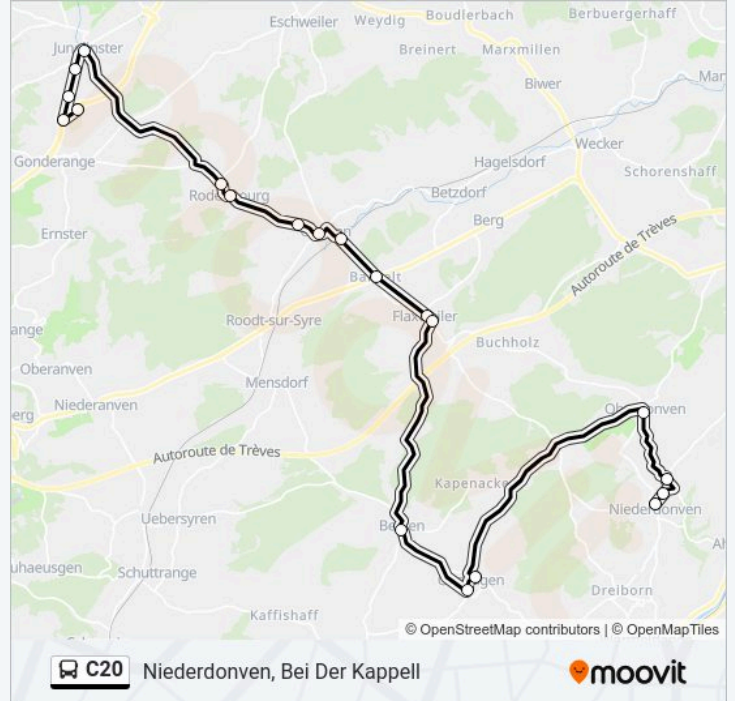 Eschweiler
Weydig
Boudlerbach
Berbuergerhaff
Breinert
Marxmillen
Biwer
Gonderange
Wecker
Hagelsdorf
Schorenshaff
Betzdorf
Ernster
Berg
Autoroute de Trèves
Roodt-sur-Syre
Buchholz
Oberanven
Mensdorf
Niederanven
Autoroute de Trèves
Uebersyren
Niederdonven
Schuttrange
Dreiborn
Kaffishaff
© OpenStreetMap contributors | © OpenMapTiles
C20 Niederdonven, Bei Der Kappell
moovit